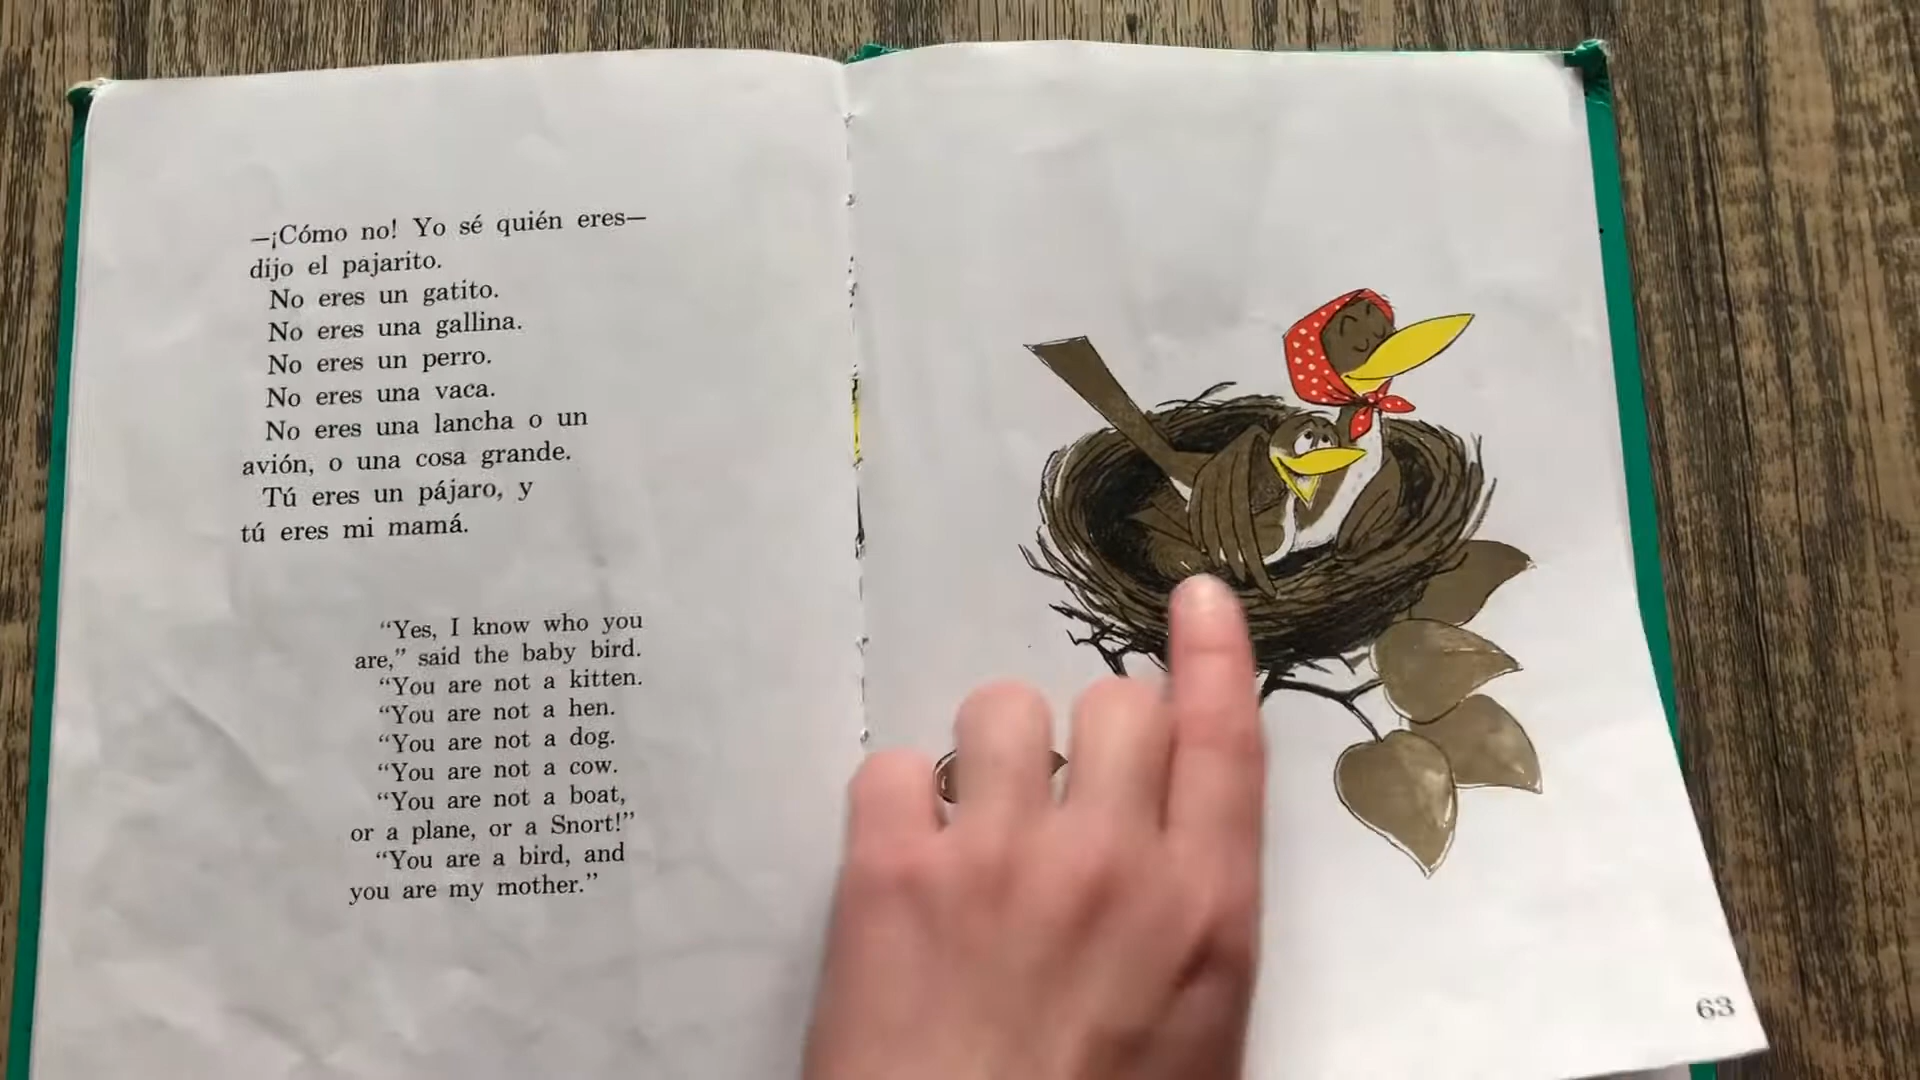 —¡Cómo no! Yo sé quién eres—
dijo el pajarito.
No eres un gatito.
No eres una gallina.
No eres un perro.
No eres una vaca.
No eres una lancha o un
avión, o una cosa grande.
Tú eres un pájaro, y
tú eres mi mamá.
“Yes, I know who you
are,” said the baby bird.
“You are not a kitten.
“You are not a hen.
“You are not a dog.
“You are not a cow.
“You are not a boat,
or a plane, or a Snort!”
“You are a bird, and
you are my mother.”
63